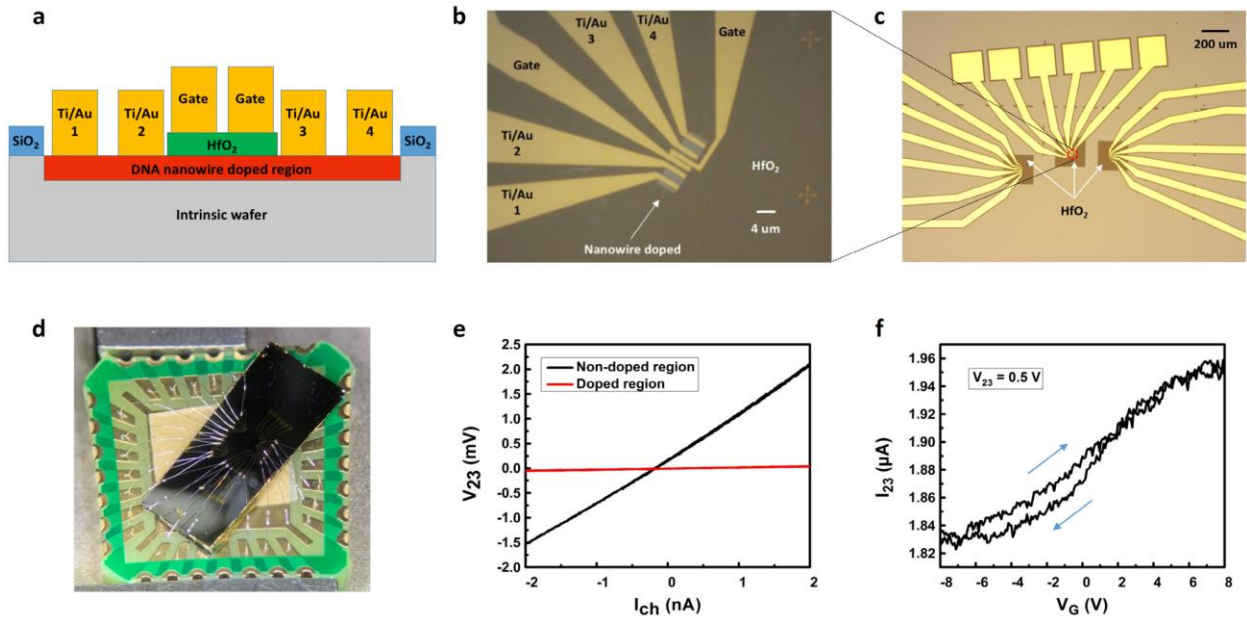 a
Ti/Au
1
Ti/Au
2
Gate
Gate
Ti/Au
3
Ti/Au
4
SiO₂
HfO₂
SiO₂
DNA nanowire doped region
Intrinsic wafer
b
Ti/Au
3
Ti/Au
4
Gate
Gate
Ti/Au
2
Ti/Au
1
HfO₂
4 um
Nanowire doped
c
200 um
HfO₂
d
e
Non-doped region
Doped region
V23 (mV)
2.5
2.0
1.5
1.0
0.5
0.0
-0.5
-1.0
-1.5
-2.0
-2 -1 0 1 2
Ich (nA)
f
V23 = 0.5 V
I23 (µA)
1.96
1.94
1.92
1.90
1.88
1.86
1.84
1.82
-8 -6 -4 -2 0 2 4 6 8
VG (V)